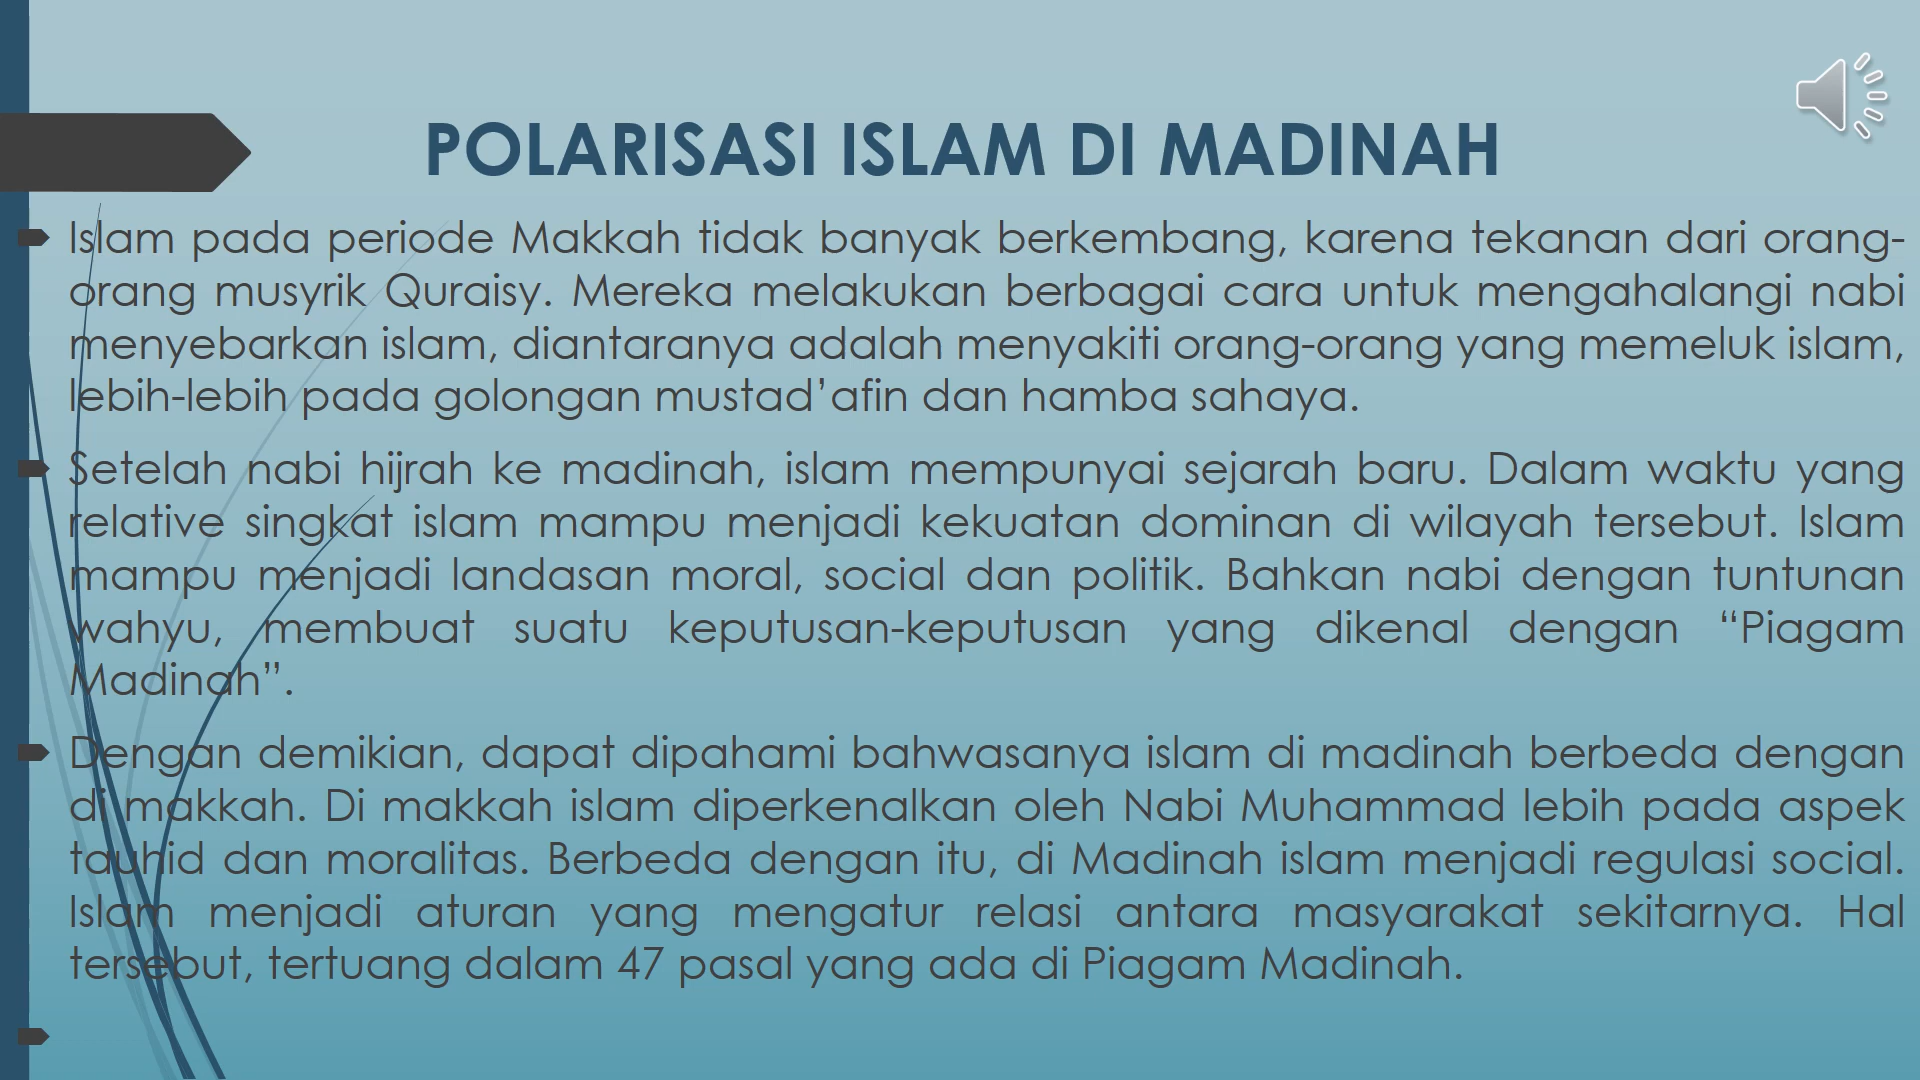 POLARISASI ISLAM DI MADINAH
Islam pada periode Makkah tidak banyak berkembang, karena tekanan dari orang-
orang musyrik Quraisy. Mereka melakukan berbagai cara untuk mengahalangi nabi
menyebarkan islam, diantaranya adalah menyakiti orang-orang yang memeluk islam,
lebih-lebih pada golongan mustad’afin dan hamba sahaya.
Setelah nabi hijrah ke madinah, islam mempunyai sejarah baru. Dalam waktu yang
relative singkat islam mampu menjadi kekuatan dominan di wilayah tersebut. Islam
mampu menjadi landasan moral, social dan politik. Bahkan nabi dengan tuntunan
wahyu, membuat suatu keputusan-keputusan yang dikenal dengan “Piagam
Madinah”.
Dengan demikian, dapat dipahami bahwasanya islam di madinah berbeda dengan
di makkah. Di makkah islam diperkenalkan oleh Nabi Muhammad lebih pada aspek
tauhid dan moralitas. Berbeda dengan itu, di Madinah islam menjadi regulasi social.
Islam menjadi aturan yang mengatur relasi antara masyarakat sekitarnya. Hal
tersebut, tertuang dalam 47 pasal yang ada di Piagam Madinah.